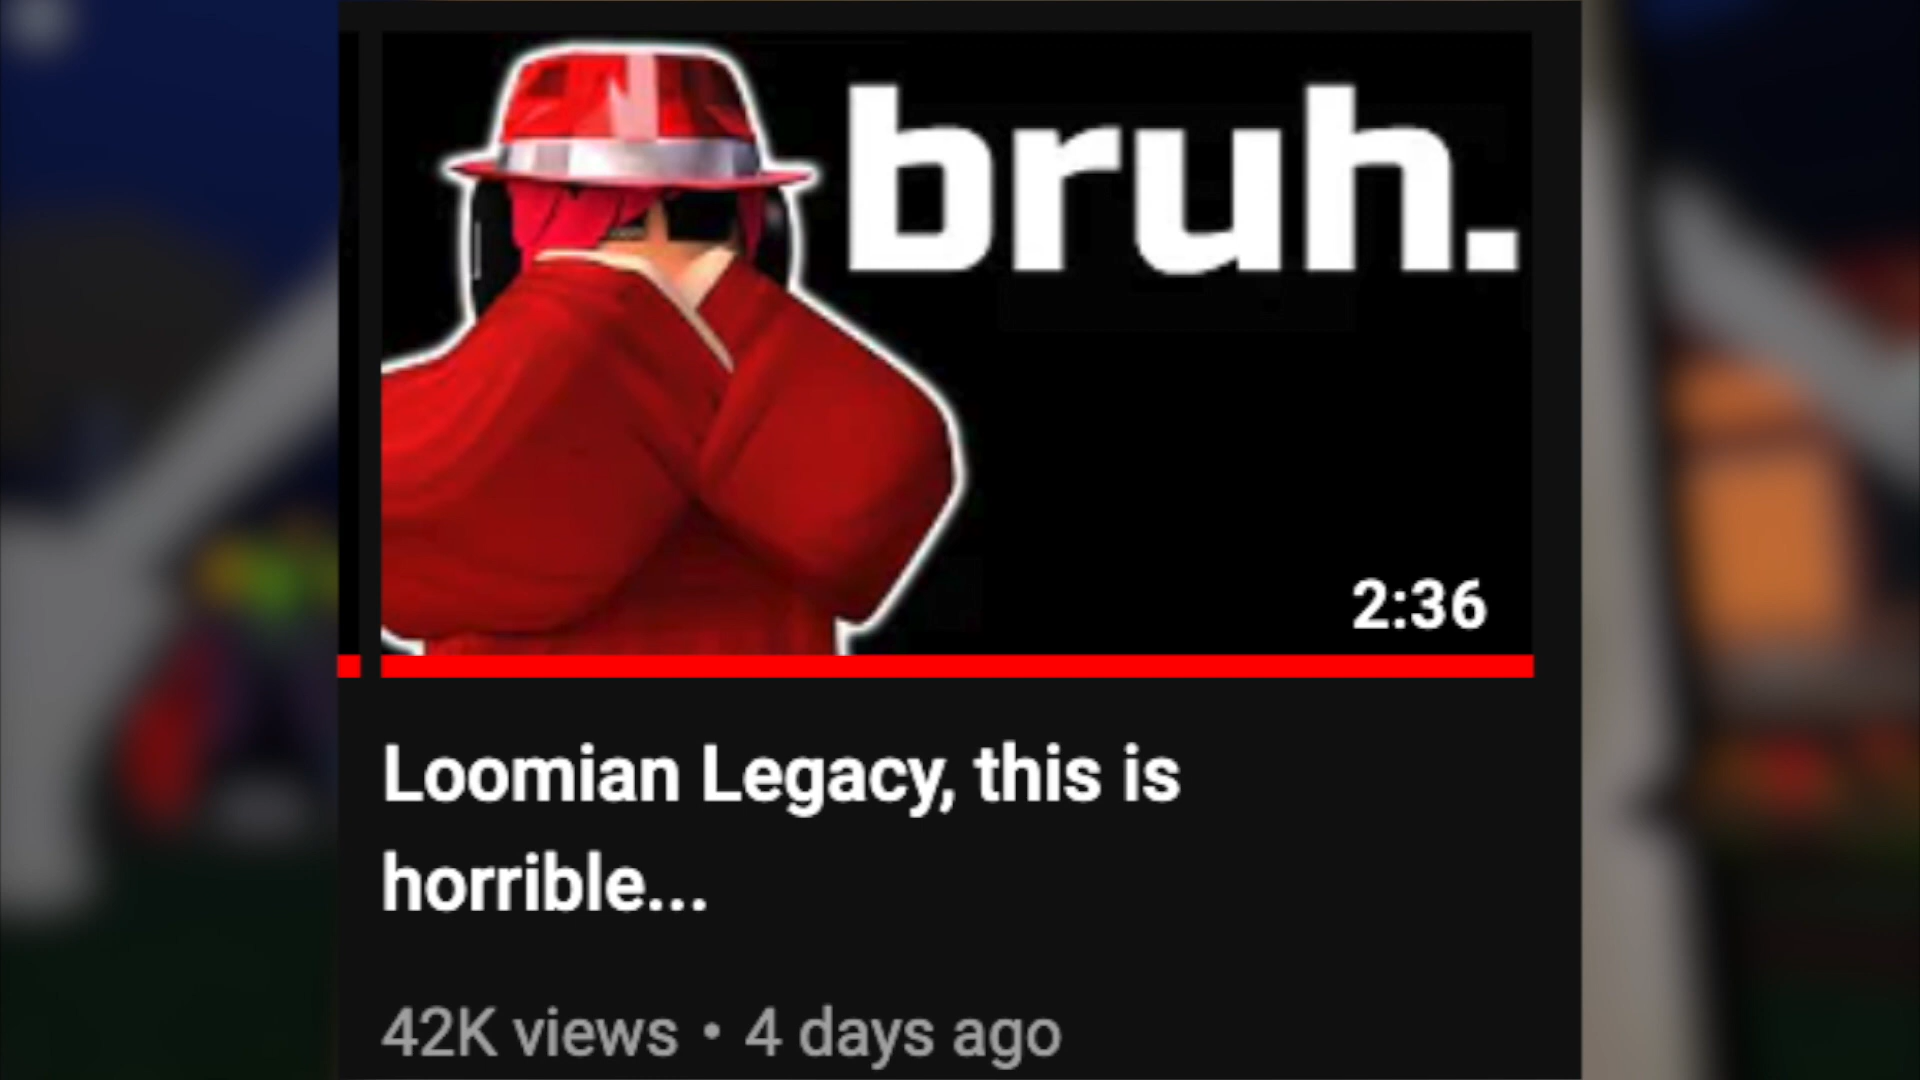 bruh.
2:36
Loomian Legacy, this is
horrible...
42K views • 4 days ago